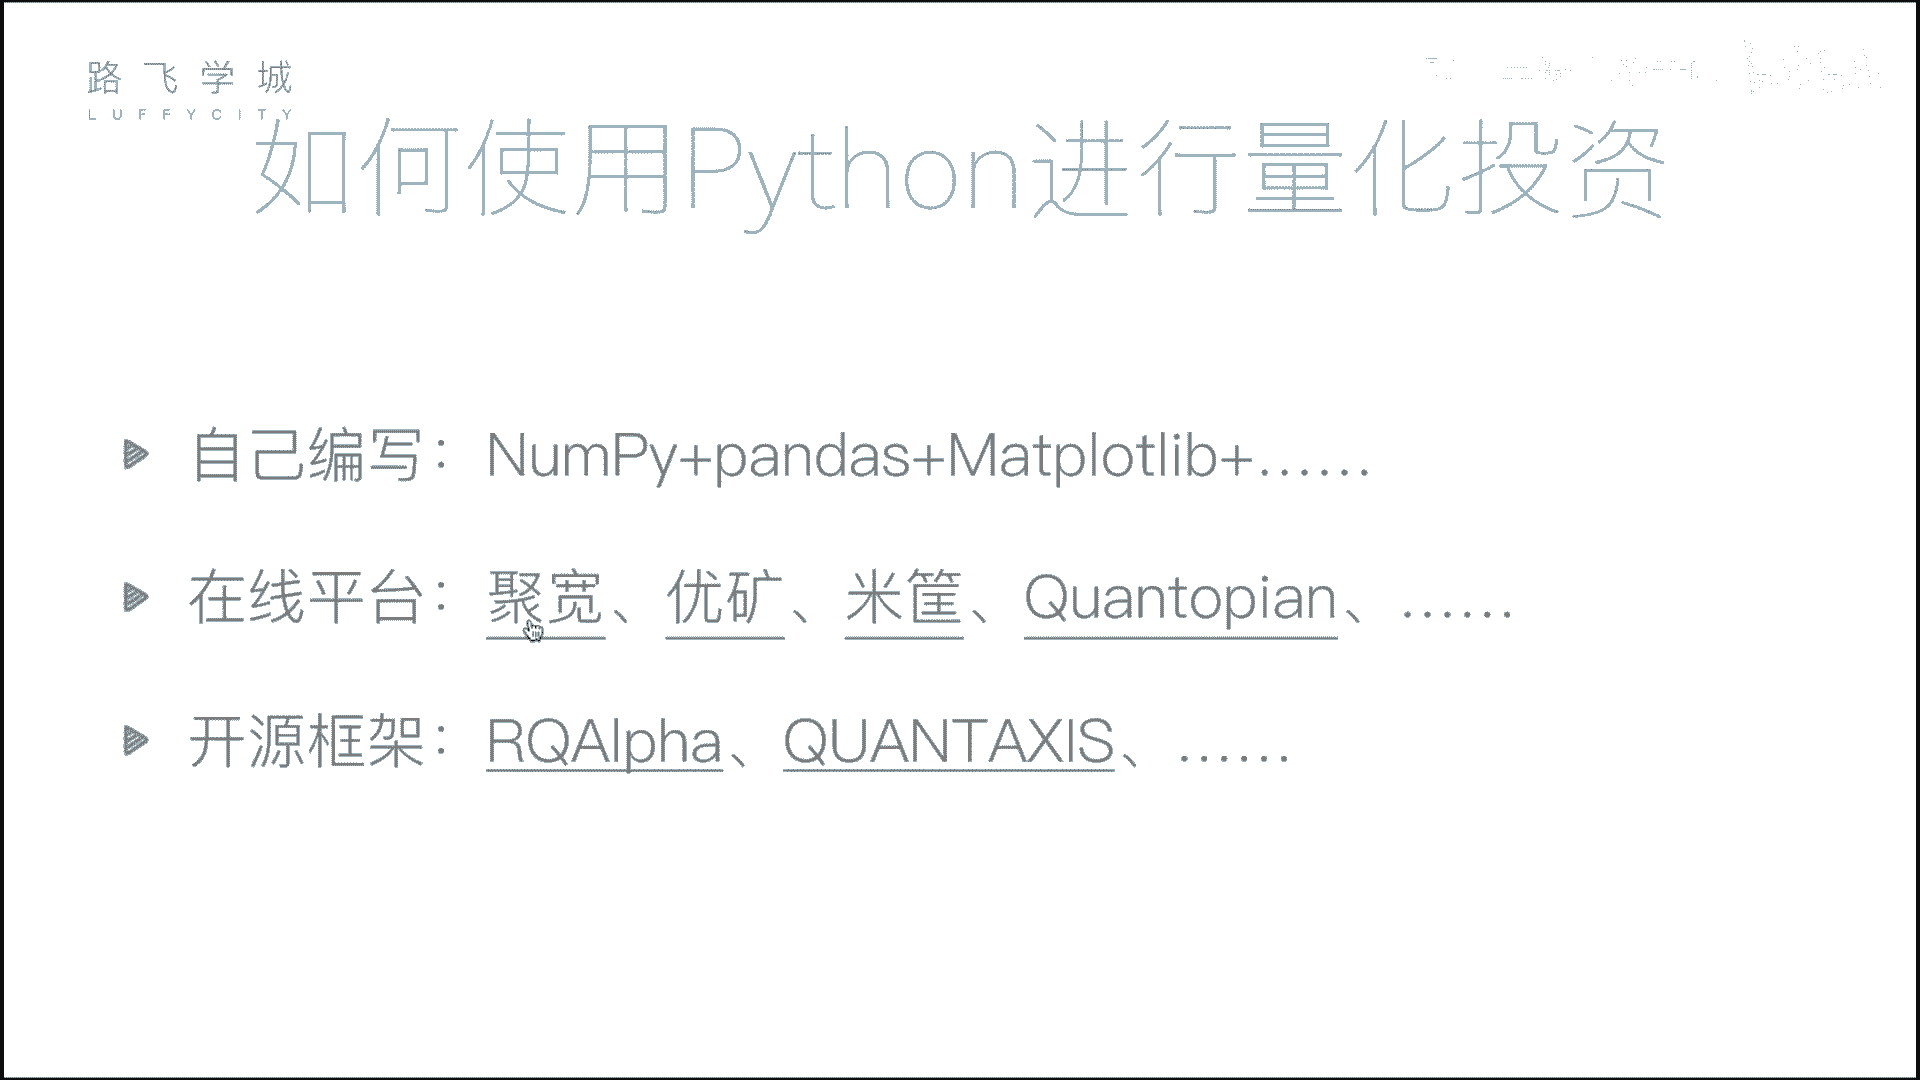 路飞学城
LUFFYCITY
如何使用Python进行量化投资
自己编写：NumPy+pandas+Matplotlib+……
在线平台：聚宽、优矿、米筐、Quantopian、……
开源框架：RQAlpha、QUANTAXIS、……